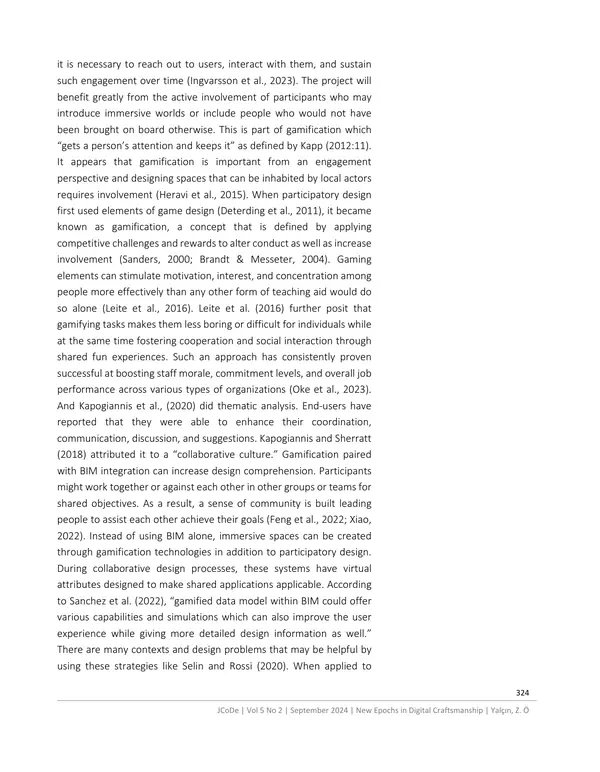 it is necessary to reach out to users, interact with them, and sustain
such engagement over time (Ingvarsson et al., 2023). The project will
benefit greatly from the active involvement of participants who may
introduce immersive worlds or include people who would not have
been brought on board otherwise. This is part of gamification which
“gets a person’s attention and keeps it” as defined by Kapp (2012:11).
It appears that gamification is important from an engagement
perspective and designing spaces that can be inhabited by local actors
requires involvement (Heravi et al., 2015). When participatory design
first used elements of game design (Deterding et al., 2011), it became
known as gamification, a concept that is defined by applying
competitive challenges and rewards to alter conduct as well as increase
involvement (Sanders, 2000; Brandt & Messeter, 2004). Gaming
elements can stimulate motivation, interest, and concentration among
people more effectively than any other form of teaching aid would do
so alone (Leite et al., 2016). Leite et al. (2016) further posit that
gamifying tasks makes them less boring or difficult for individuals while
at the same time fostering cooperation and social interaction through
shared fun experiences. Such an approach has consistently proven
successful at boosting staff morale, commitment levels, and overall job
performance across various types of organizations (Oke et al., 2023).
And Kapogiannis et al., (2020) did thematic analysis. End-users have
reported that they were able to enhance their coordination,
communication, discussion, and suggestions. Kapogiannis and Sherratt
(2018) attributed it to a “collaborative culture.” Gamification paired
with BIM integration can increase design comprehension. Participants
might work together or against each other in other groups or teams for
shared objectives. As a result, a sense of community is built leading
people to assist each other achieve their goals (Feng et al., 2022; Xiao,
2022). Instead of using BIM alone, immersive spaces can be created
through gamification technologies in addition to participatory design.
During collaborative design processes, these systems have virtual
attributes designed to make shared applications applicable. According
to Sanchez et al. (2022), “gamified data model within BIM could offer
various capabilities and simulations which can also improve the user
experience while giving more detailed design information as well.”
There are many contexts and design problems that may be helpful by
using these strategies like Selin and Rossi (2020). When applied to
324
JCoDe | Vol 5 No 2 | September 2024 | New Epochs in Digital Craftsmanship | Yalçın, Z. Ö